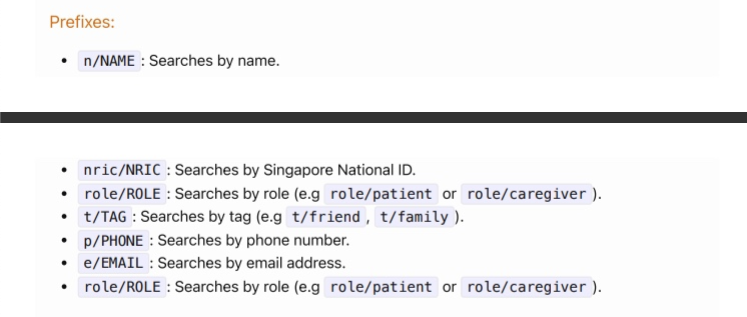 Prefixes:
• n/NAME : Searches by name.
• nric/NRIC : Searches by Singapore National ID.
• role/ROLE : Searches by role (e.g role/patient or role/caregiver ).
• t/TAG : Searches by tag (e.g t/friend , t/family ).
• p/PHONE : Searches by phone number.
• e/EMAIL : Searches by email address.
• role/ROLE : Searches by role (e.g role/patient or role/caregiver ).